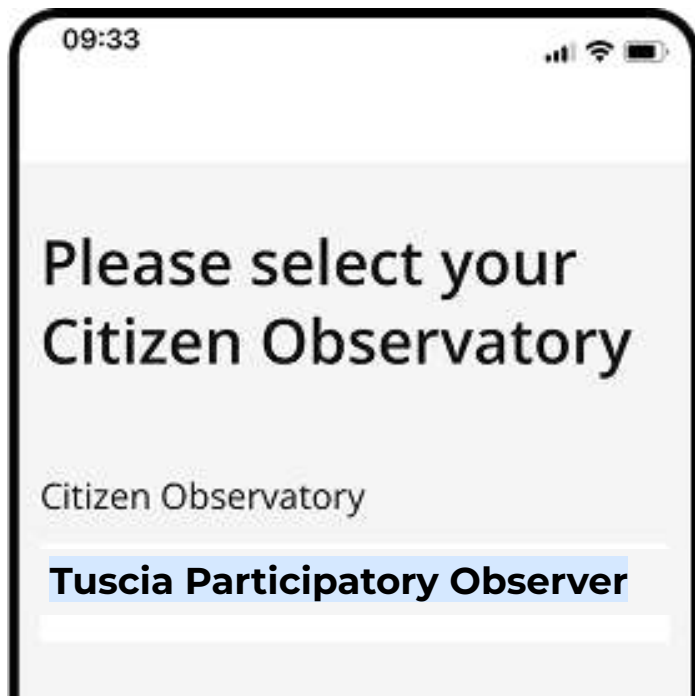 09:33
Please select your
Citizen Observatory
Citizen Observatory
Tuscia Participatory Observer